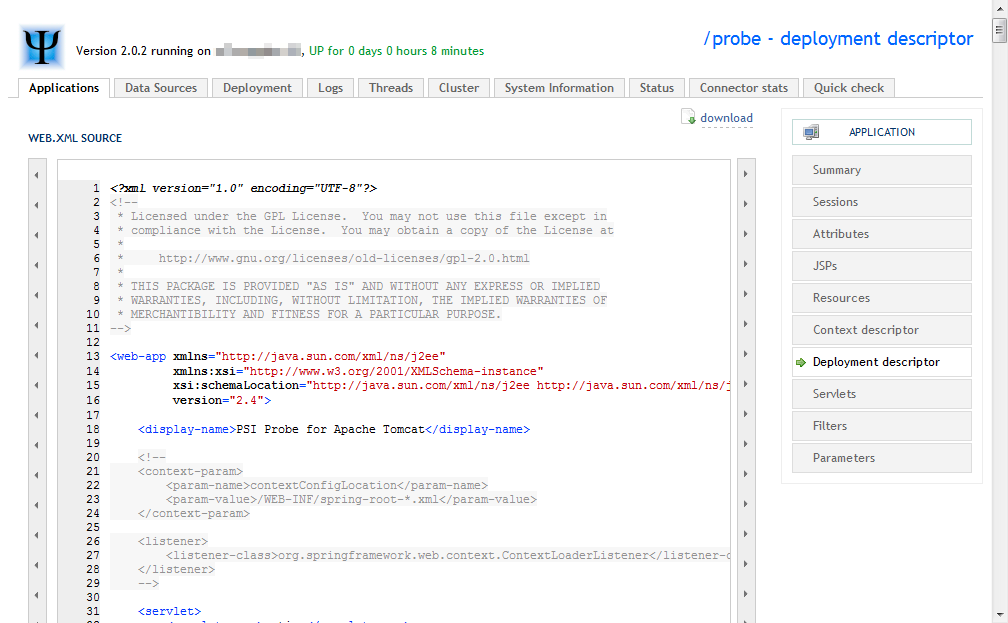 Ψ
Version 2.0.2 running on , UP for 0 days 0 hours 8 minutes
/probe - deployment descriptor
Applications Data Sources Deployment Logs Threads Cluster System Information Status Connector stats Quick check
download
WEB.XML SOURCE
1 <?xml version="1.0" encoding="UTF-8"?>
2 <!--
3 * Licensed under the GPL License.  You may not use this file except in
4 * compliance with the License.  You may obtain a copy of the License at
5 *
6 *     http://www.gnu.org/licenses/old-licenses/gpl-2.0.html
7 *
8 * THIS PACKAGE IS PROVIDED "AS IS" AND WITHOUT ANY EXPRESS OR IMPLIED
9 * WARRANTIES, INCLUDING, WITHOUT LIMITATION, THE IMPLIED WARRANTIES OF
10 * MERCHANTIBILITY AND FITNESS FOR A PARTICULAR PURPOSE.
11 -->
12
13 <web-app xmlns="http://java.sun.com/xml/ns/j2ee"
14 xmlns:xsi="http://www.w3.org/2001/XMLSchema-instance"
15 xsi:schemaLocation="http://java.sun.com/xml/ns/j2ee http://java.sun.com/xml/ns/j
16 version="2.4">
17
18 <display-name>PSI Probe for Apache Tomcat</display-name>
19
20 <!--
21 <context-param>
22 <param-name>contextConfigLocation</param-name>
23 <param-value>/WEB-INF/spring-root-*.xml</param-value>
24 </context-param>
25
26 <listener>
27 <listener-class>org.springframework.web.context.ContextLoaderListener</listener-c
28 </listener>
29 -->
30
31 <servlet>
APPLICATION
Summary
Sessions
Attributes
JSPs
Resources
Context descriptor
Deployment descriptor
Servlets
Filters
Parameters